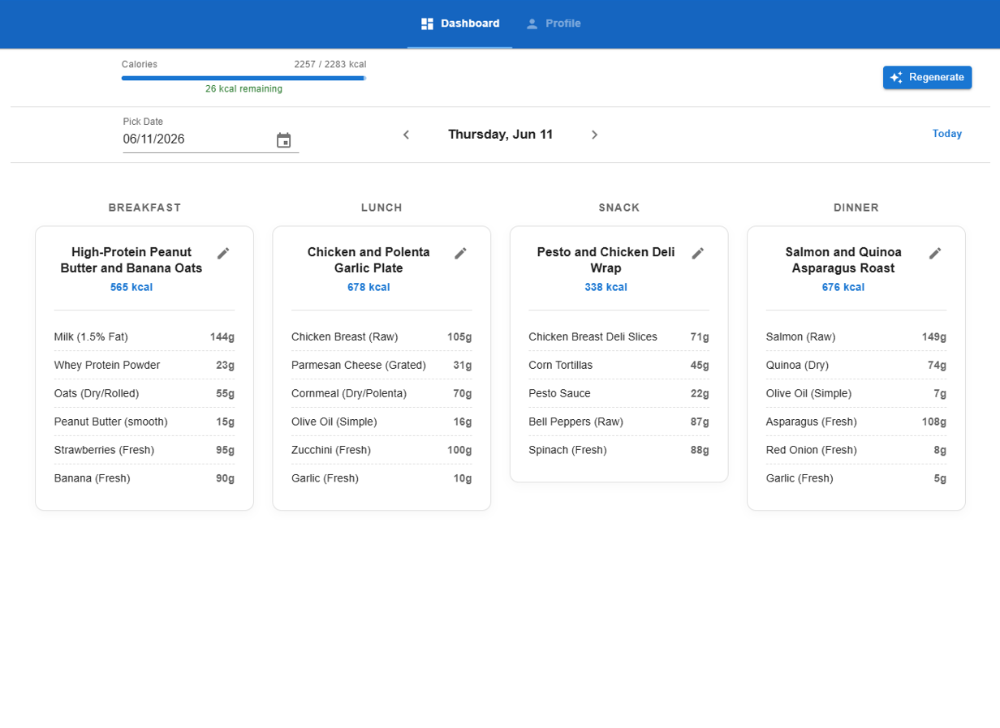 Dashboard
Profile
Calories
2257 / 2283 kcal
26 kcal remaining
Regenerate
Pick Date
06/11/2026
Thursday, Jun 11
Today
BREAKFAST
High-Protein Peanut
Butter and Banana Oats
565 kcal
Milk (1.5% Fat) 144g
Whey Protein Powder 23g
Oats (Dry/Rolled) 55g
Peanut Butter (smooth) 15g
Strawberries (Fresh) 95g
Banana (Fresh) 90g
LUNCH
Chicken and Polenta
Garlic Plate
678 kcal
Chicken Breast (Raw) 105g
Parmesan Cheese (Grated) 31g
Cornmeal (Dry/Polenta) 70g
Olive Oil (Simple) 16g
Zucchini (Fresh) 100g
Garlic (Fresh) 10g
SNACK
Pesto and Chicken Deli
Wrap
338 kcal
Chicken Breast Deli Slices 71g
Corn Tortillas 45g
Pesto Sauce 22g
Bell Peppers (Raw) 87g
Spinach (Fresh) 88g
DINNER
Salmon and Quinoa
Asparagus Roast
676 kcal
Salmon (Raw) 149g
Quinoa (Dry) 74g
Olive Oil (Simple) 7g
Asparagus (Fresh) 108g
Red Onion (Fresh) 8g
Garlic (Fresh) 5g